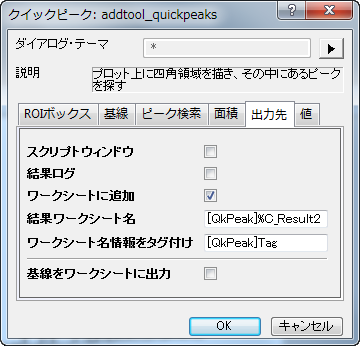 クイックピーク: addtool_quickpeaks
ダイアログ・テーマ *
説明 プロット上に四角領域を描き、その中にあるピークを探す
ROIボックス 基線 ピーク検索 面積 出力先 値
スクリプトウィンドウ
結果ログ
ワークシートに追加
結果ワークシート名 [QkPeak]%C_Result2
ワークシート名情報をタグ付け [QkPeak]Tag
基線をワークシートに出力
OK キャンセル